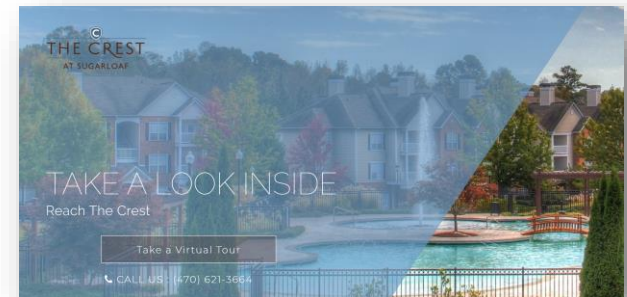 C
THE CREST
AT SUGARLOAF
TAKE A LOOK INSIDE
Reach The Crest
Take a Virtual Tour
CALL US : (470) 621-3664